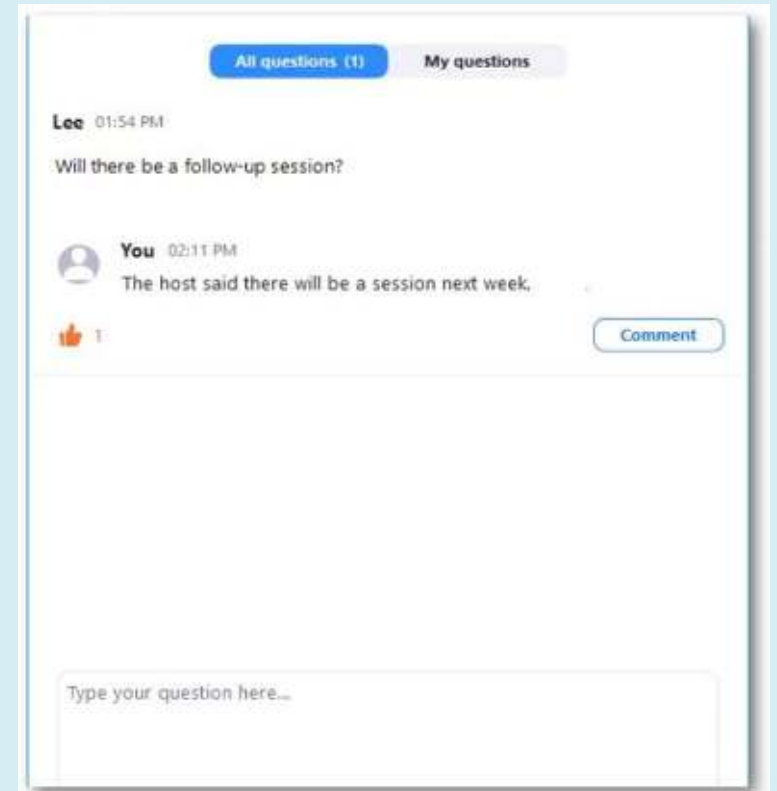 All questions (1) My questions
Lee 01:54 PM
Will there be a follow-up session?
You 02:11 PM
The host said there will be a session next week.
1 Comment
Type your question here...